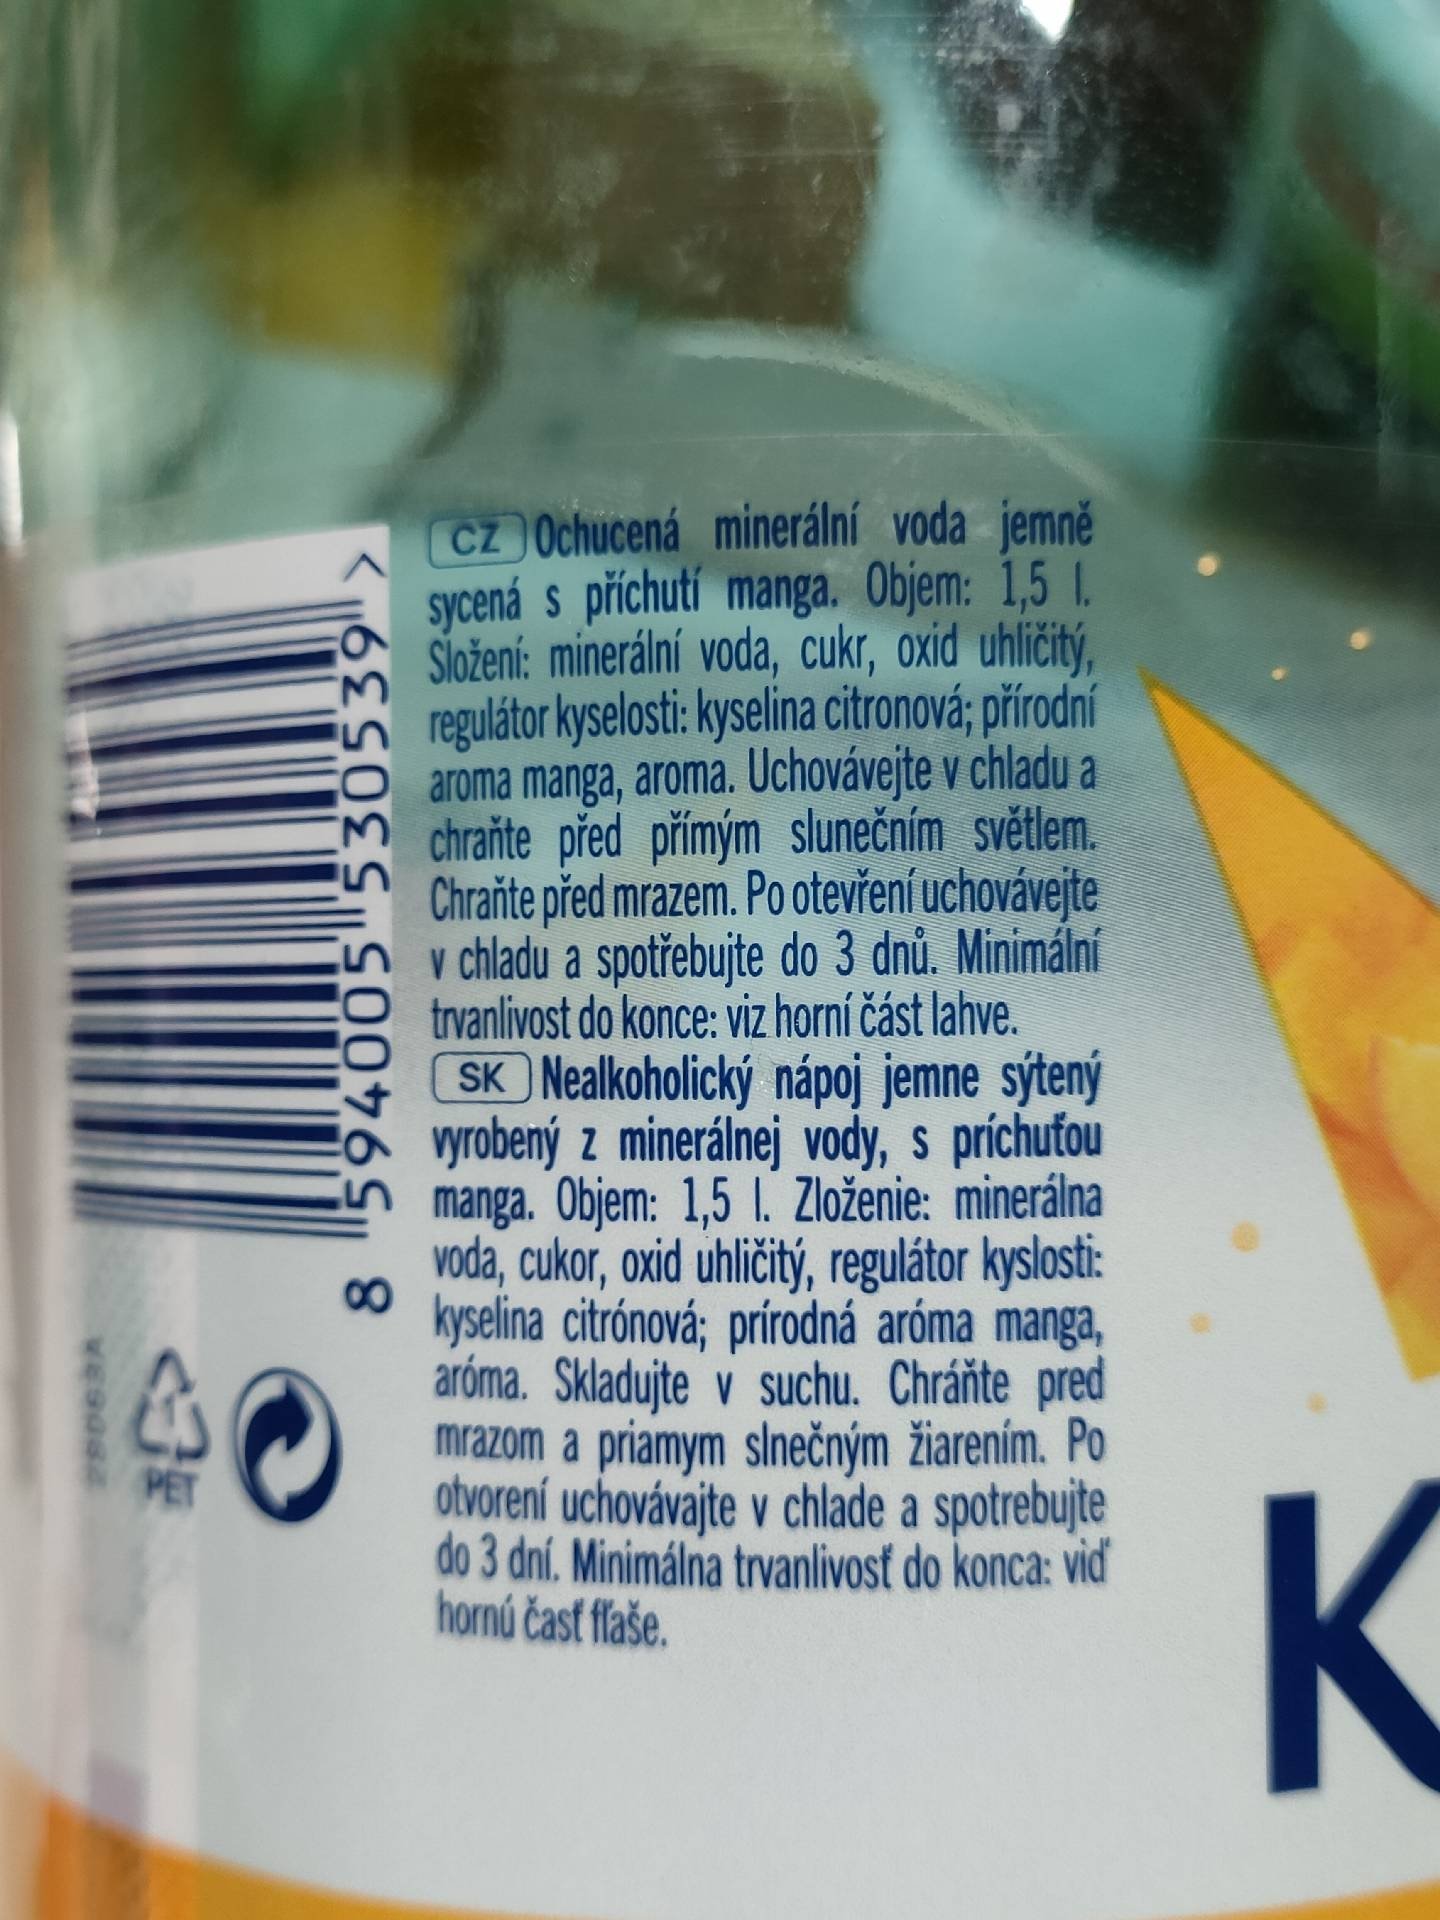 CZ Ochucená minerální voda jemně
sycená s příchutí manga. Objem: 1,5 l.
Složení: minerální voda, cukr, oxid uhličitý,
regulátor kyselosti: kyselina citronová; přírodní
aroma manga, aroma. Uchovávejte v chladu a
chraňte před přímým slunečním světlem.
Chraňte před mrazem. Po otevření uchovávejte
v chladu a spotřebujte do 3 dnů. Minimální
trvanlivost do konce: viz horní část lahve.
SK Nealkoholický nápoj jemne sýtený
vyrobený z minerálnej vody, s príchuťou
manga. Objem: 1,5 l. Zloženie: minerálna
voda, cukor, oxid uhličitý, regulátor kyslosti:
kyselina citrónová; prírodná aróma manga,
aróma. Skladujte v suchu. Chráňte pred
mrazom a priamym slnečným žiarením. Po
otvorení uchovávajte v chlade a spotrebujte
do 3 dní. Minimálna trvanlivosť do konca: viď
hornú časť fľaše.
8 594005 530539 >
1
PET
K